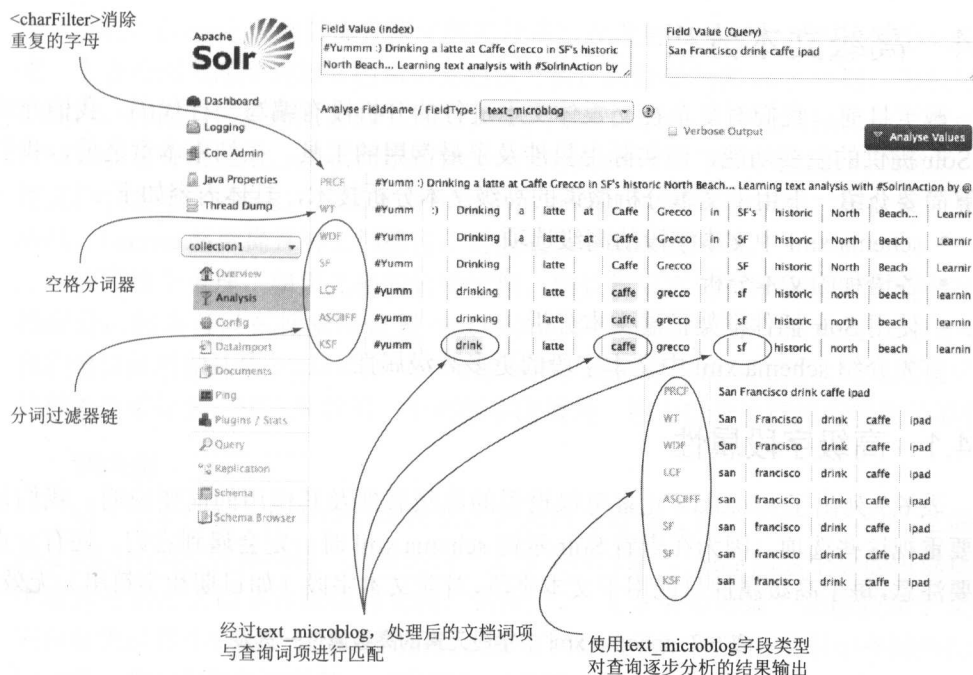 <charFilter>消除
重复的字母
Apache
Solr
Field Value (Index)
#Yummm :) Drinking a latte at Caffe Grecco in SF's historic
North Beach... Learning text analysis with #SolrInAction by
Field Value (Query)
San Francisco drink caffe ipad
Analyse Fieldname / FieldType: text_microblog
Verbose Output
Analyse Values
Dashboard
Logging
Core Admin
Java Properties
Thread Dump
collection1
Overview
Analysis
Config
Dataimport
Documents
Ping
Plugins / Stats
Query
Replication
Schema
Schema Browser
空格分词器
分词过滤器链
PRCF #Yumm :) Drinking a latte at Caffe Grecco in SF's historic North Beach... Learning text analysis with #SolrInAction by @
WT #Yumm :) Drinking a latte at Caffe Grecco in SF's historic North Beach... Learnin
WDF #Yumm Drinking a latte at Caffe Grecco in SF historic North Beach Learnin
SF #Yumm Drinking latte Caffe Grecco SF historic North Beach Learnin
LCF #yumm drinking latte caffe grecco sf historic north beach learnin
ASCIIFF #yumm drinking latte caffe grecco sf historic north beach learnin
KSF #yumm drink latte caffe grecco sf historic north beach learnin
PRCF San Francisco drink caffe ipad
WT San Francisco drink caffe ipad
WDF San Francisco drink caffe ipad
LCF san francisco drink caffe ipad
ASCIIFF san francisco drink caffe ipad
SF san francisco drink caffe ipad
SF san francisco drink caffe ipad
KSF san francisco drink caffe ipad
经过text_microblog，处理后的文档词项
与查询词项进行匹配
使用text_microblog字段类型
对查询逐步分析的结果输出